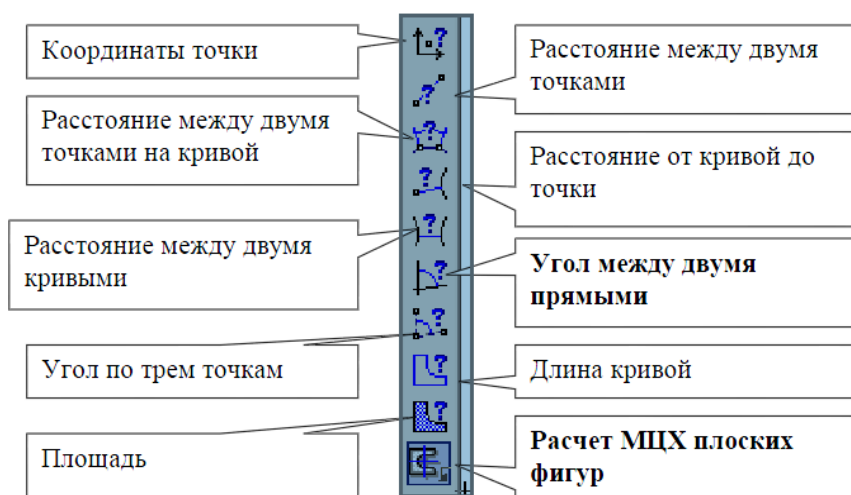 Координаты точки
Расстояние между двумя
точками
Расстояние между двумя
точками на кривой
Расстояние от кривой до
точки
Расстояние между двумя
кривыми
Угол между двумя
прямыми
Угол по трем точкам
Длина кривой
Площадь
Расчет МЦХ плоских
фигур